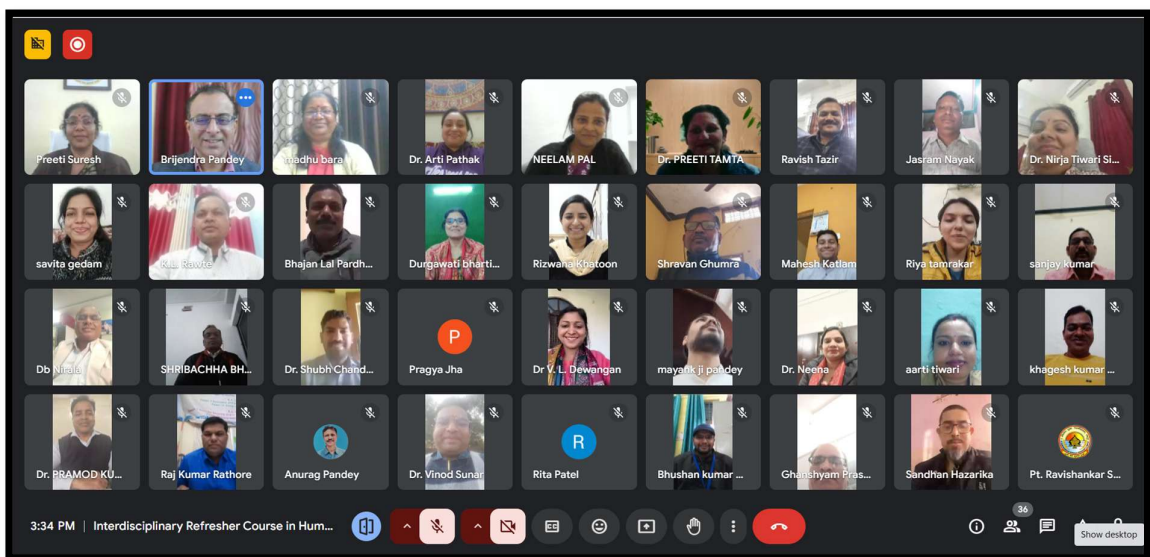 Preeti Suresh
Brijendra Pandey
madhu bara
Dr. Arti Pathak
NEELAM PAL
Dr. PREETI TAMTA
Ravish Tazir
Jasram Nayak
Dr. Nirja Tiwari Si...
savita gedam
K.L. Rawte
Bhajan Lal Pardh...
Durgawati bharti...
Rizwana Khatoon
Shravan Ghumra
Mahesh Katlam
Riya tamrakar
sanjay kumar
Db Nirala
SHRIBACHHA BH...
Dr. Shubh Chand...
P
Pragya Jha
Dr V. L. Dewangan
mayank ji pandey
Dr. Neena
aarti tiwari
khagesh kumar ...
Dr. PRAMOD KU...
Raj Kumar Rathore
Anurag Pandey
Dr. Vinod Sunar
R
Rita Patel
Bhushan kumar ...
Ghanshyam Pras...
Sandhan Hazarika
Pt. Ravishankar S...
3:34 PM | Interdisciplinary Refresher Course in Hum...
CC
36
Show desktop